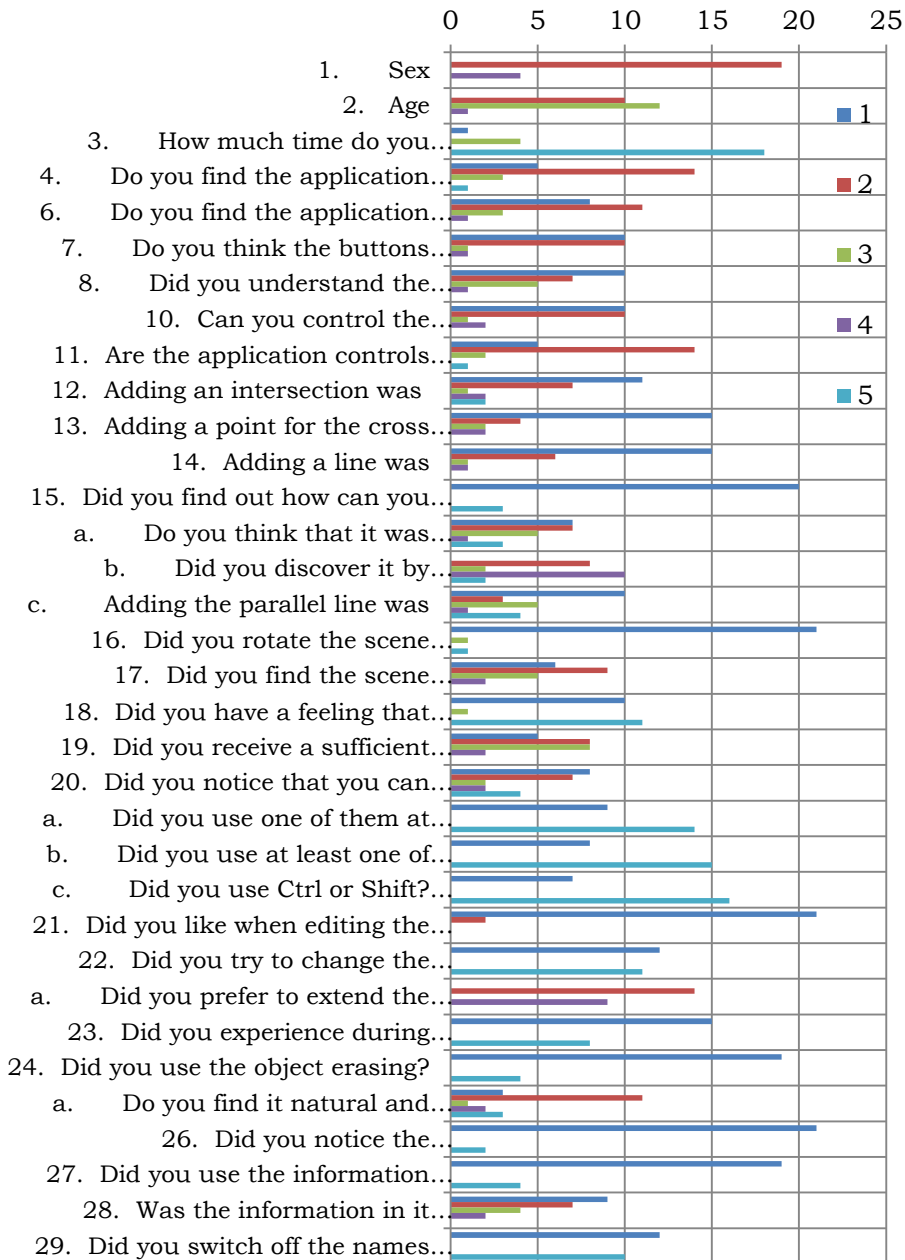 0 5 10 15 20 25
1. Sex
2. Age
1
3. How much time do you…
4. Do you find the application…
2
6. Do you find the application…
7. Do you think the buttons…
3
8. Did you understand the…
10. Can you control the…
4
11. Are the application controls…
12. Adding an intersection was
5
13. Adding a point for the cross…
14. Adding a line was
15. Did you find out how can you…
a. Do you think that it was…
b. Did you discover it by…
c. Adding the parallel line was
16. Did you rotate the scene…
17. Did you find the scene…
18. Did you have a feeling that…
19. Did you receive a sufficient…
20. Did you notice that you can…
a. Did you use one of them at…
b. Did you use at least one of…
c. Did you use Ctrl or Shift?…
21. Did you like when editing the…
22. Did you try to change the…
a. Did you prefer to extend the…
23. Did you experience during…
24. Did you use the object erasing?
a. Do you find it natural and…
26. Did you notice the…
27. Did you use the information…
28. Was the information in it…
29. Did you switch off the names…